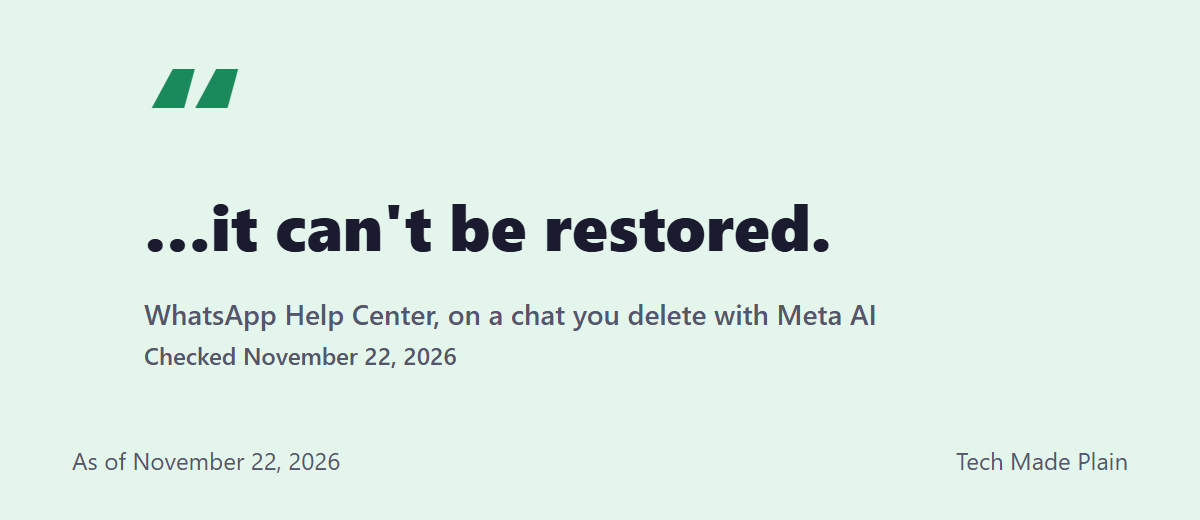 “
...it can't be restored.
WhatsApp Help Center, on a chat you delete with Meta AI
Checked November 22, 2026
As of November 22, 2026
Tech Made Plain